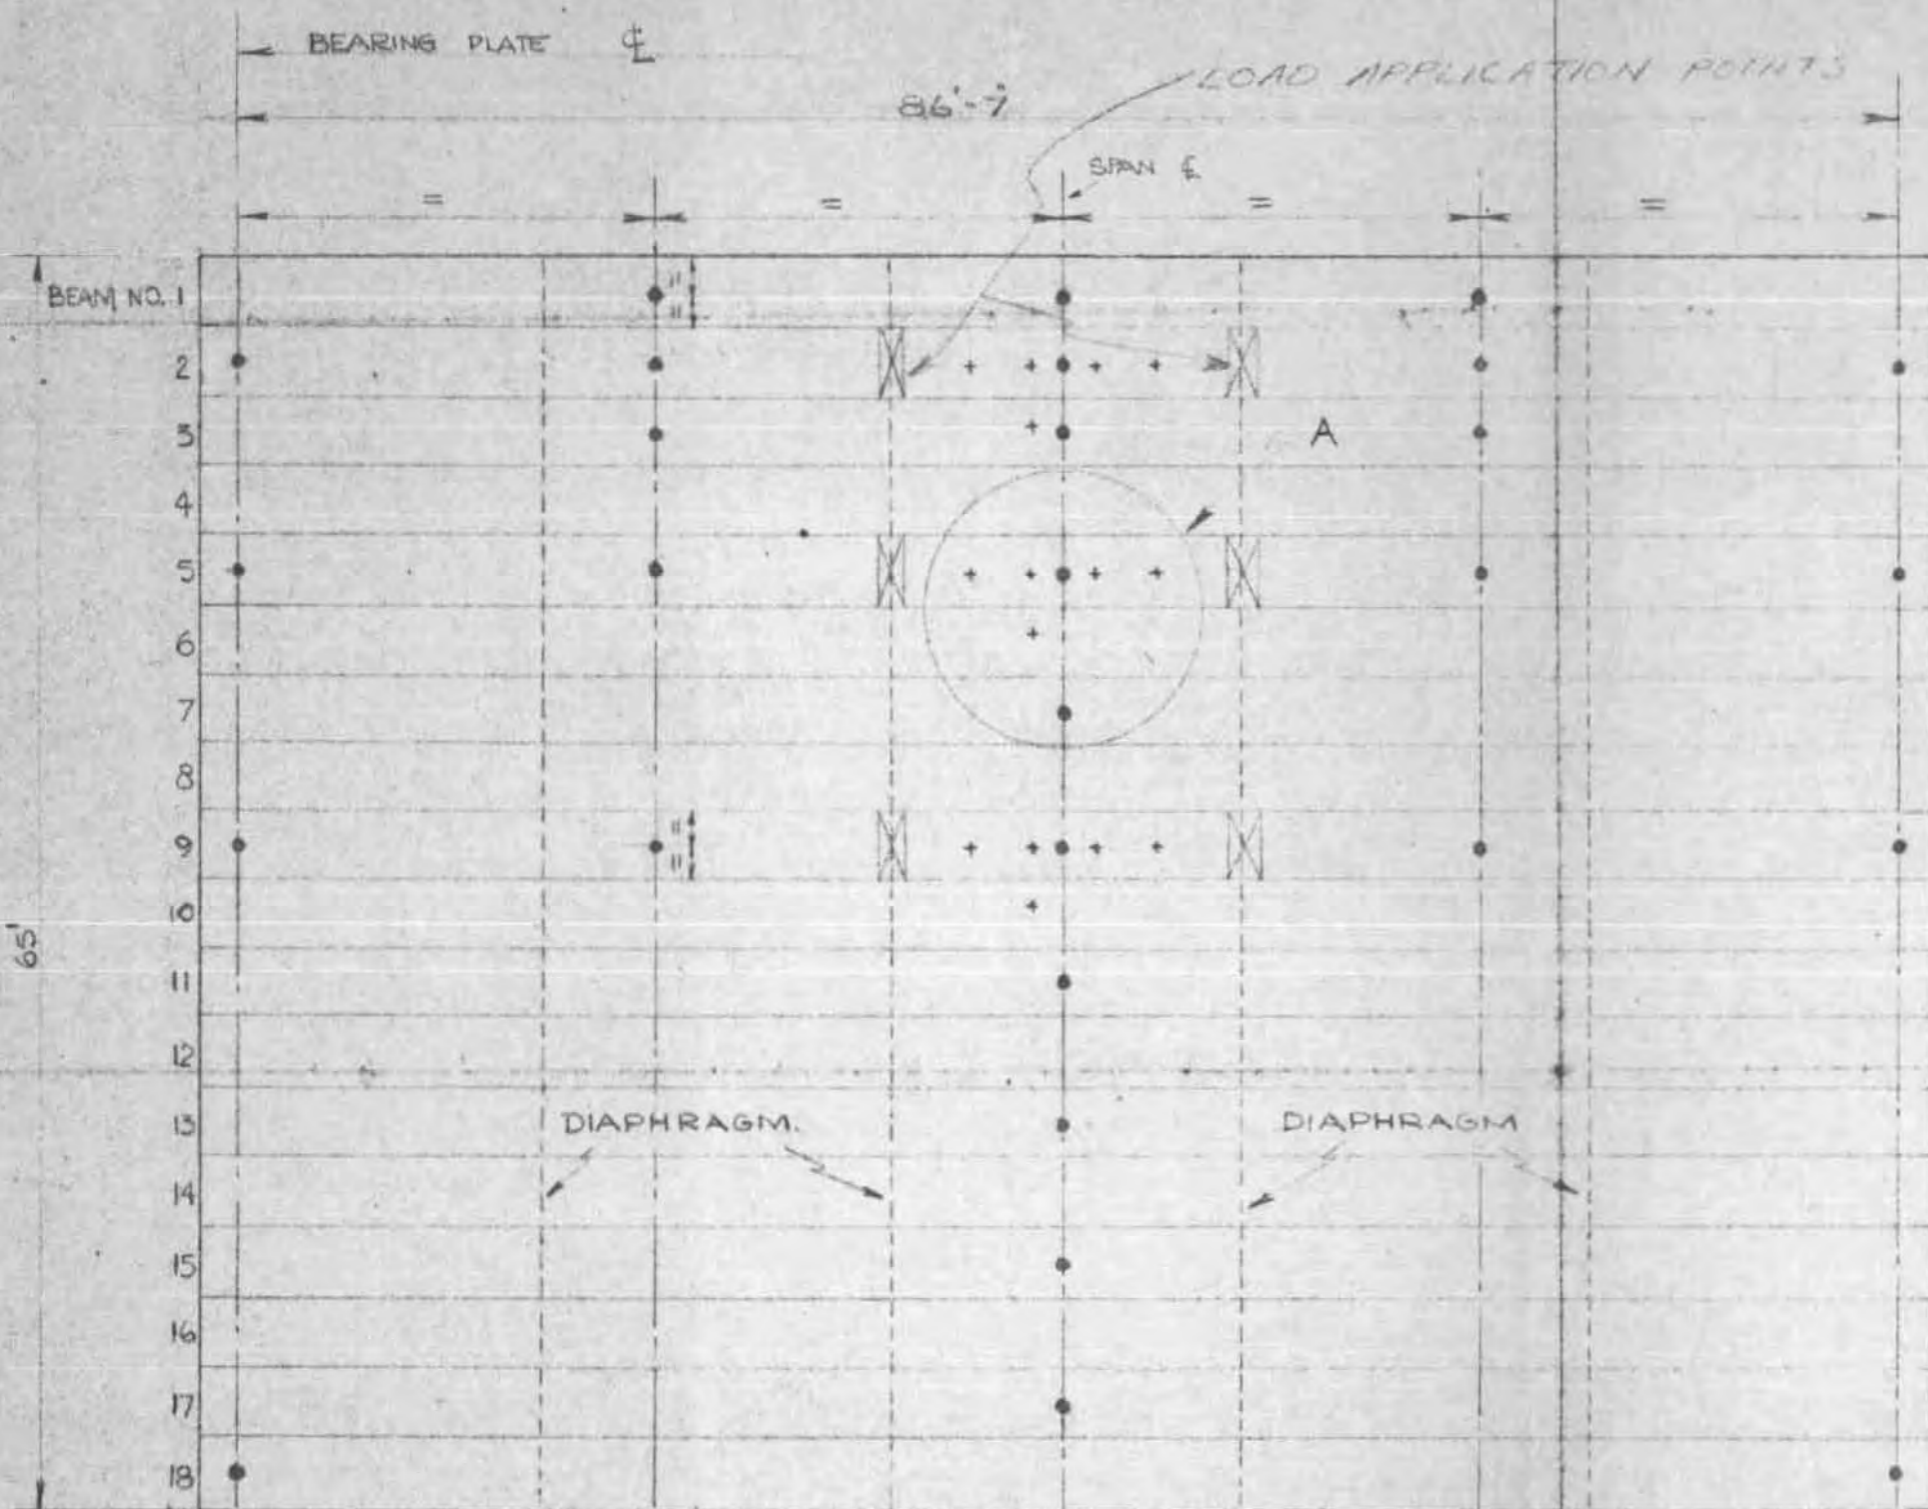 BEARING PLATE ℄
LOAD APPLICATION POINTS
86'-7"
SPAN ℄
= = = =
BEAM NO. 1
=
=
2
3
A
4
5
6
7
8
=
9
=
10
65'
11
12
13
DIAPHRAGM.
DIAPHRAGM
14
15
16
17
18